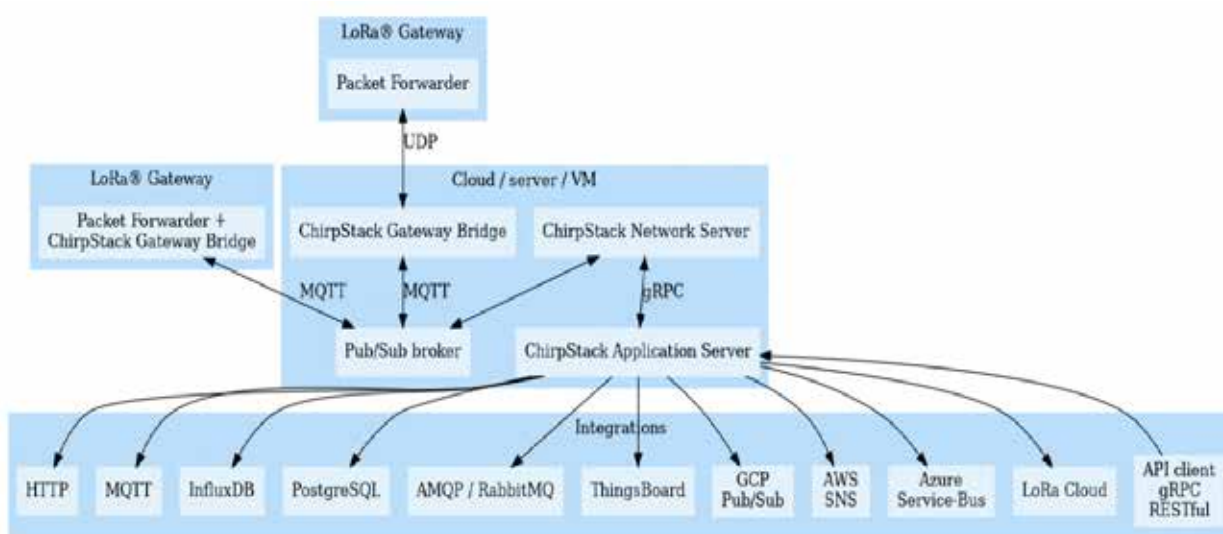 LoRa® Gateway
Packet Forwarder
UDP
LoRa® Gateway
Packet Forwarder +
ChirpStack Gateway Bridge
Cloud / server / VM
ChirpStack Gateway Bridge
ChirpStack Network Server
MQTT
MQTT
gRPC
Pub/Sub broker
ChirpStack Application Server
Integrations
HTTP
MQTT
InfluxDB
PostgreSQL
AMQP / RabbitMQ
ThingsBoard
GCP
Pub/Sub
AWS
SNS
Azure
Service-Bus
LoRa Cloud
API client
gRPC
RESTful